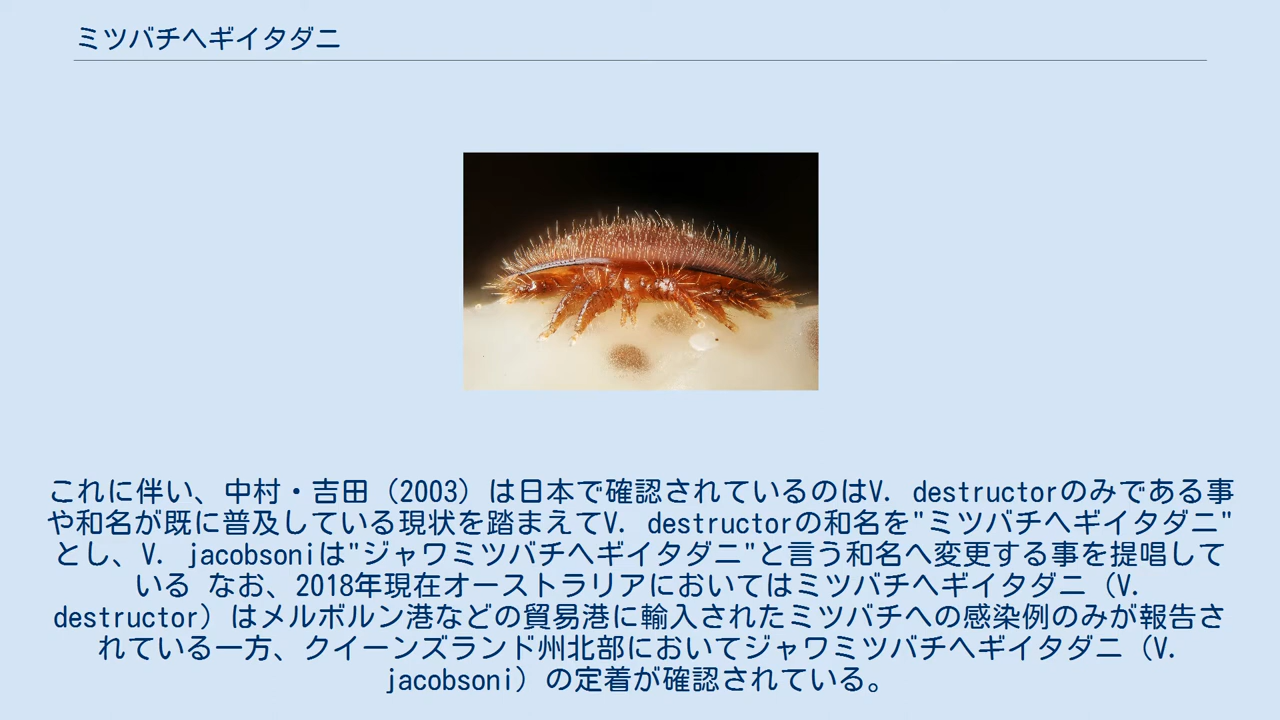 ミツバチヘギイタダニ
これに伴い、中村・吉田（2003）は日本で確認されているのはV. destructorのみである事
や和名が既に普及している現状を踏まえてV. destructorの和名を"ミツバチヘギイタダニ"
とし、V. jacobsoniは"ジャワミツバチヘギイタダニ"と言う和名へ変更する事を提唱して
いる なお、2018年現在オーストラリアにおいてはミツバチヘギイタダニ（V.
destructor）はメルボルン港などの貿易港に輸入されたミツバチへの感染例のみが報告さ
れている一方、クイーンズランド州北部においてジャワミツバチヘギイタダニ（V.
jacobsoni）の定着が確認されている。